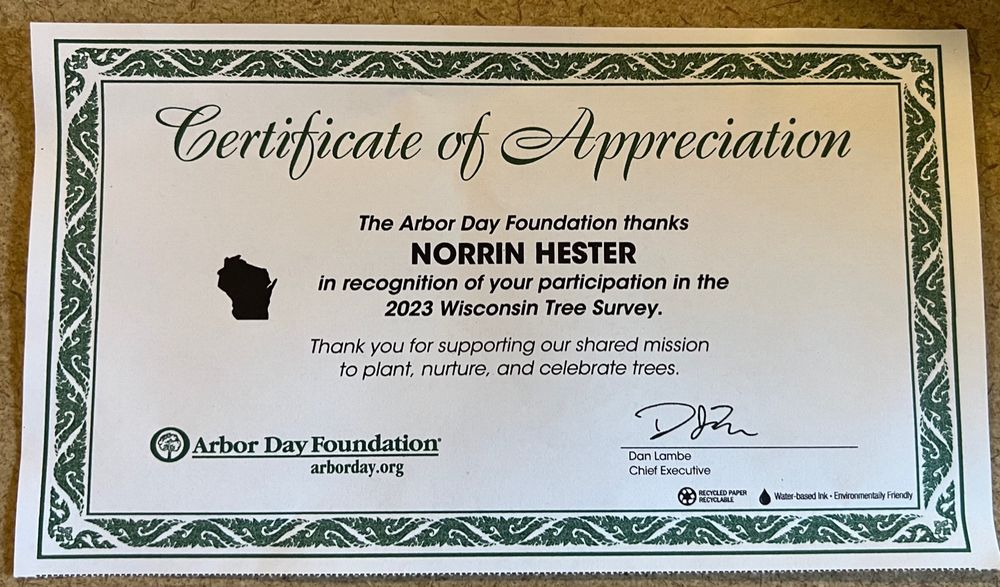 Certificate of Appreciation
The Arbor Day Foundation thanks
NORRIN HESTER
in recognition of your participation in the
2023 Wisconsin Tree Survey.
Thank you for supporting our shared mission
to plant, nurture, and celebrate trees.
Arbor Day Foundation®
arborday.org
Dan Lambe
Chief Executive
RECYCLED PAPER
RECYCLABLE
Water-based Ink - Environmentally Friendly